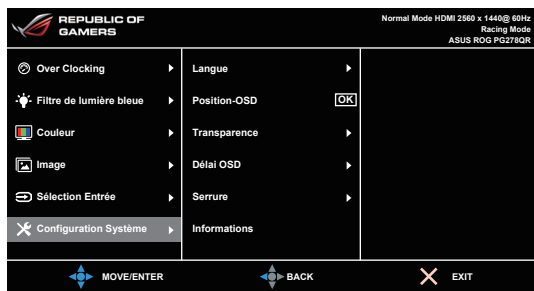 REPUBLIC OF
GAMERS
Normal Mode HDMI 2560 x 1440@ 60Hz
Racing Mode
ASUS ROG PG278QR
Over Clocking
Filtre de lumière bleue
Couleur
Image
Sélection Entrée
Configuration Système
Langue
Position-OSD
OK
Transparence
Délai OSD
Serrure
Informations
MOVE/ENTER
BACK
EXIT